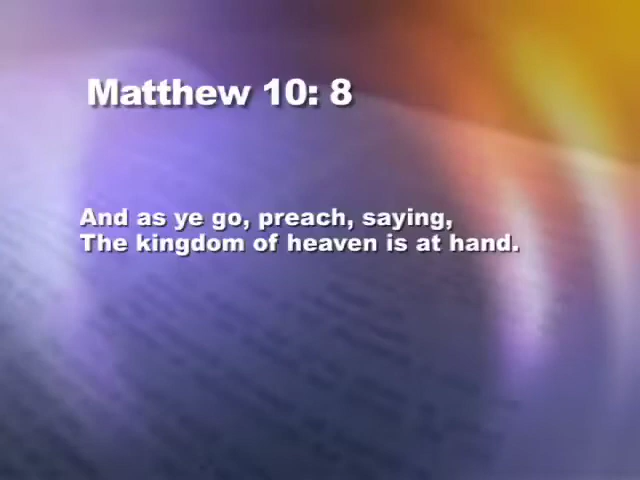 Matthew 10: 8
And as ye go, preach, saying,
The kingdom of heaven is at hand.